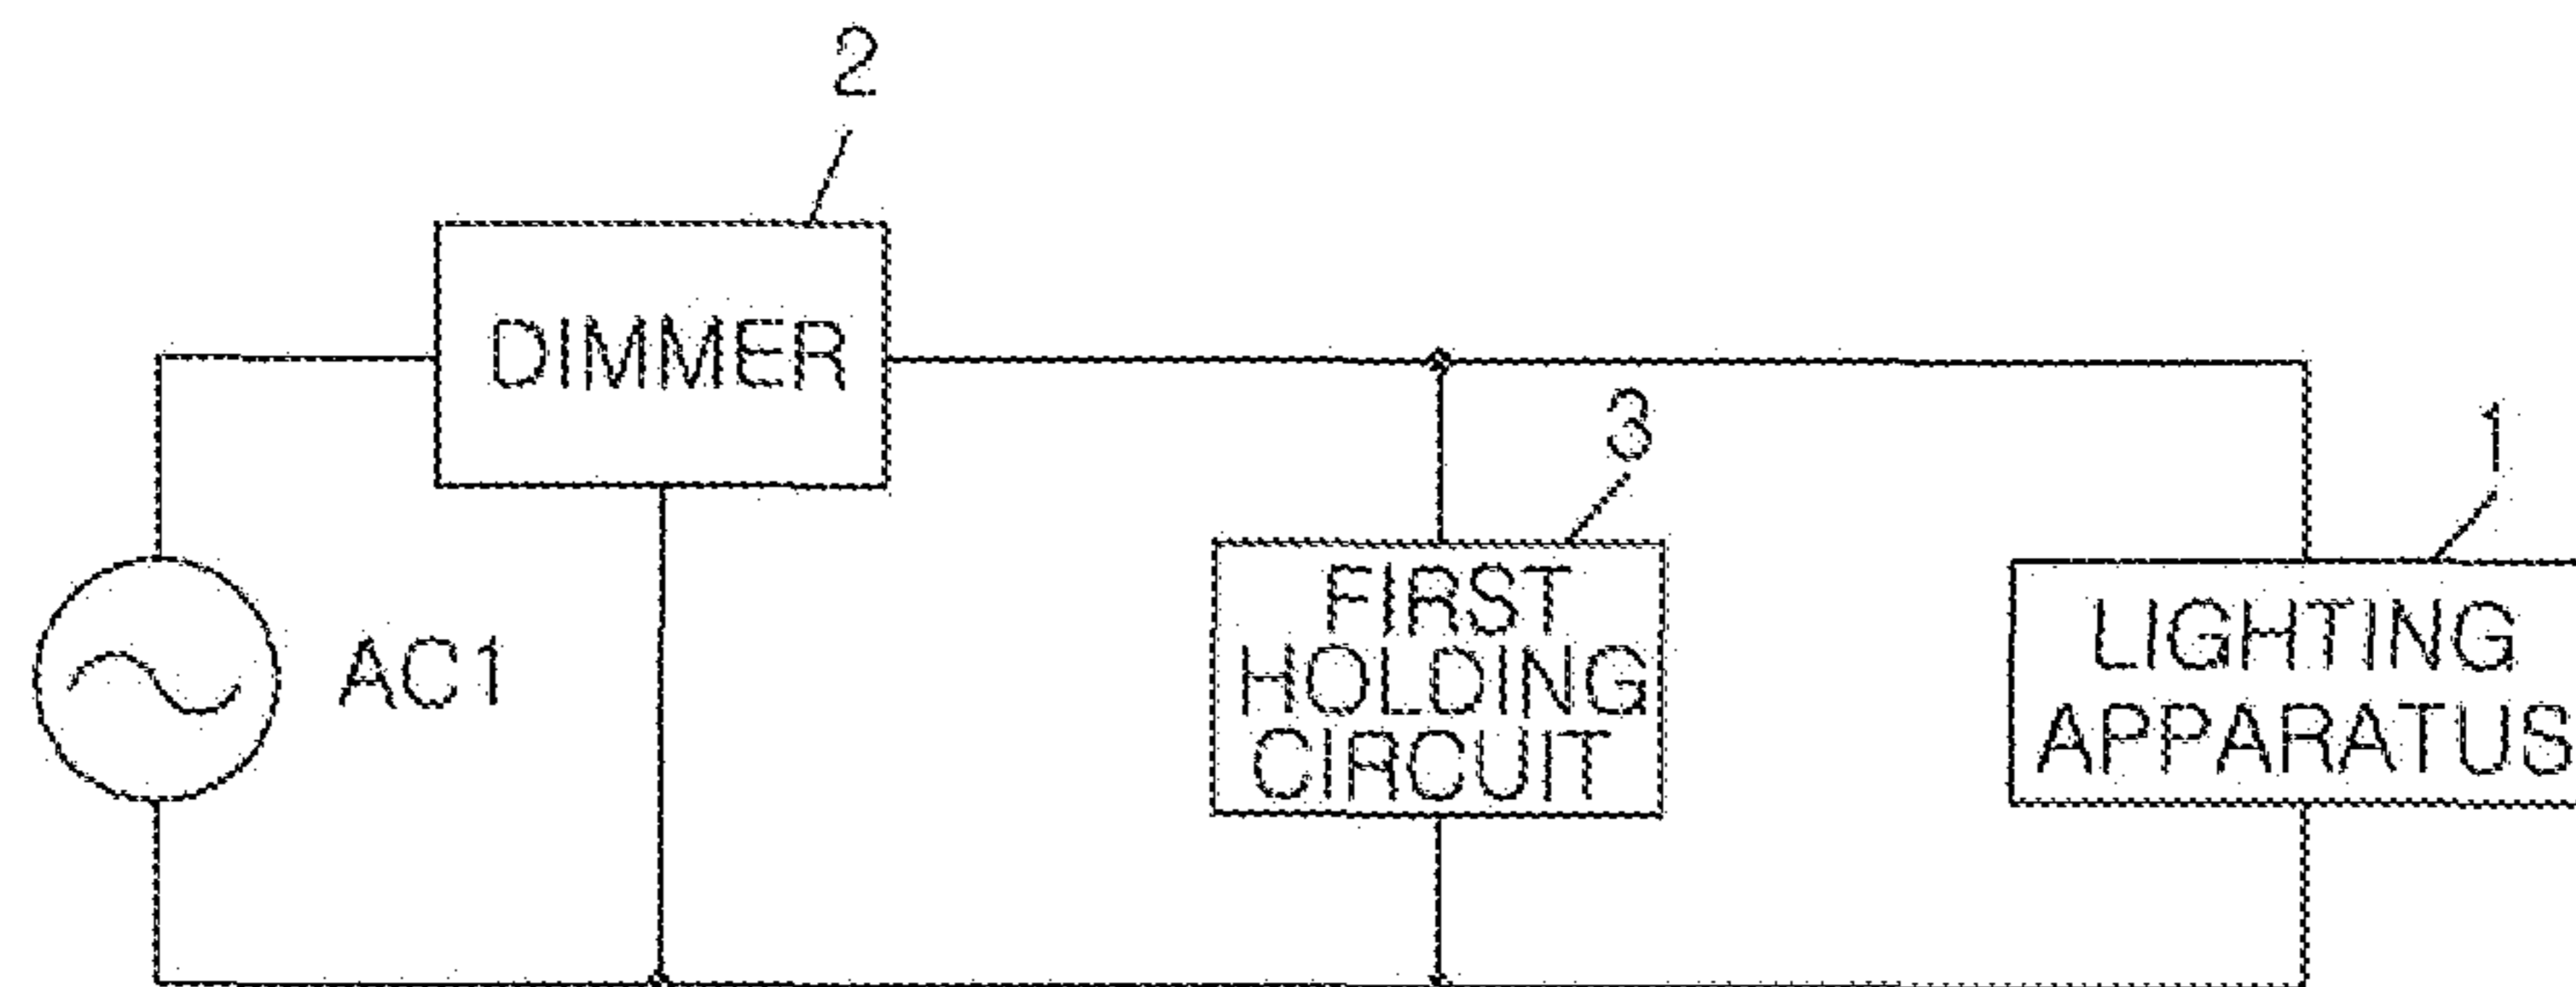 2
DIMMER
3
1
FIRST
HOLDING
CIRCUIT
LIGHTING
APPARATUS
AC1